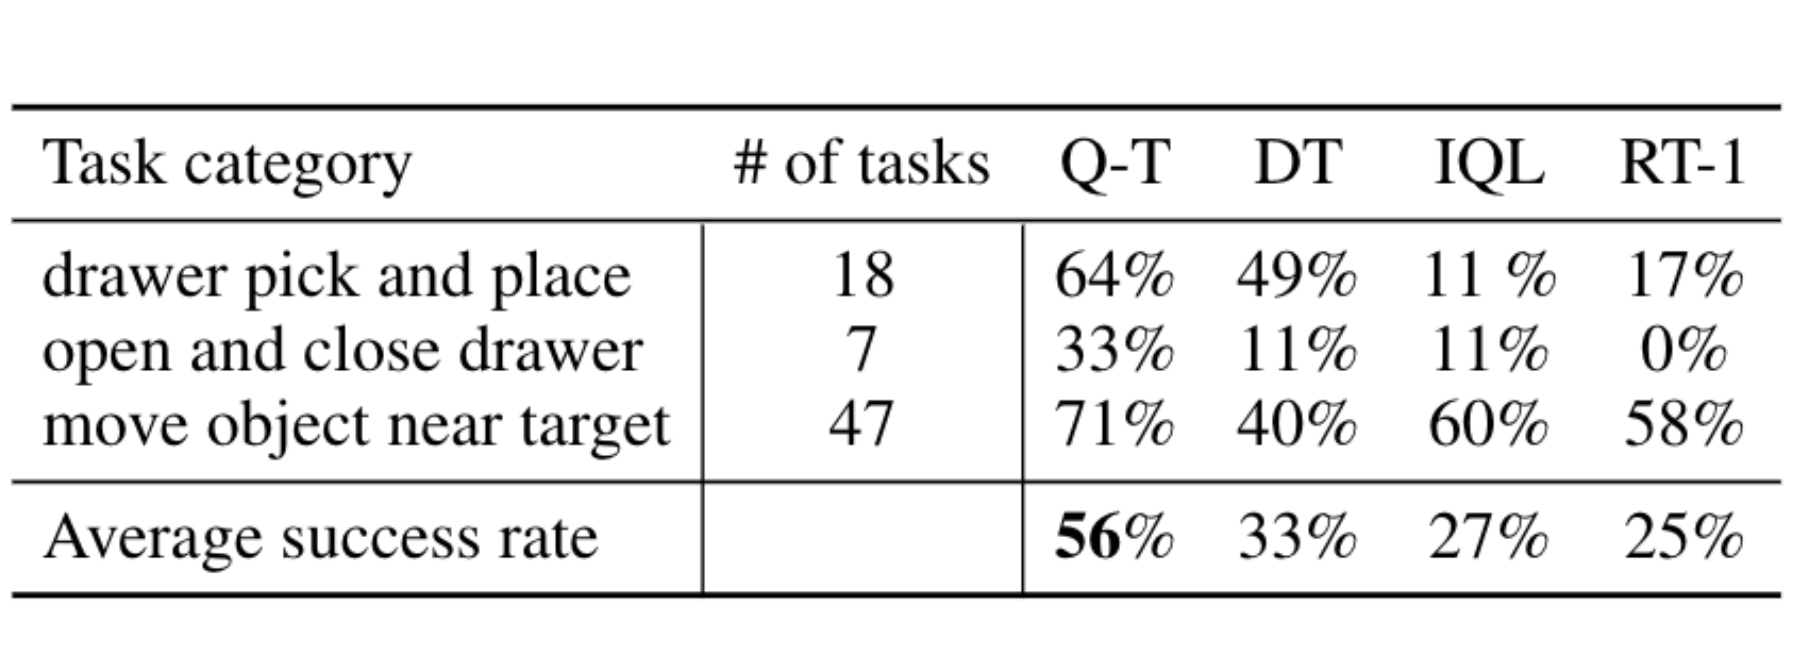 Task category # of tasks Q-T DT IQL RT-1
drawer pick and place 18 64% 49% 11 % 17%
open and close drawer 7 33% 11% 11% 0%
move object near target 47 71% 40% 60% 58%
Average success rate 56% 33% 27% 25%